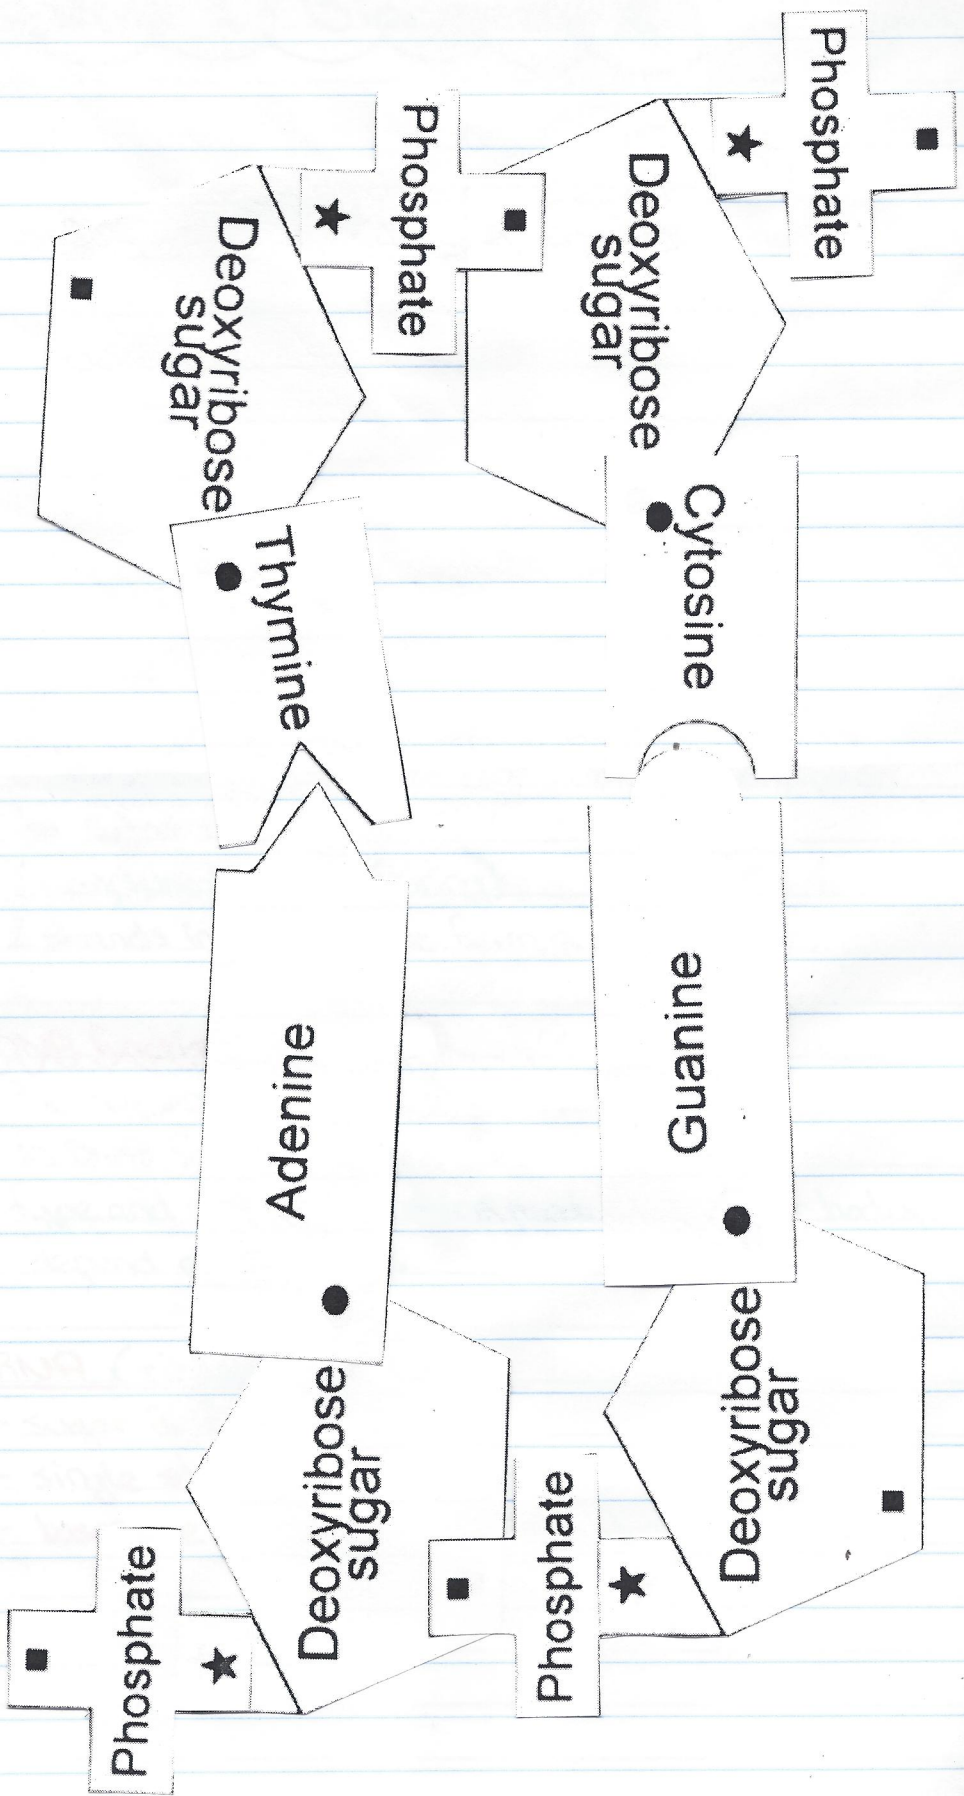 Phosphate
Deoxyribose
sugar
Cytosine
Guanine
Deoxyribose
sugar
Phosphate
Phosphate
Deoxyribose
sugar
Thymine
Adenine
Deoxyribose
sugar
Phosphate